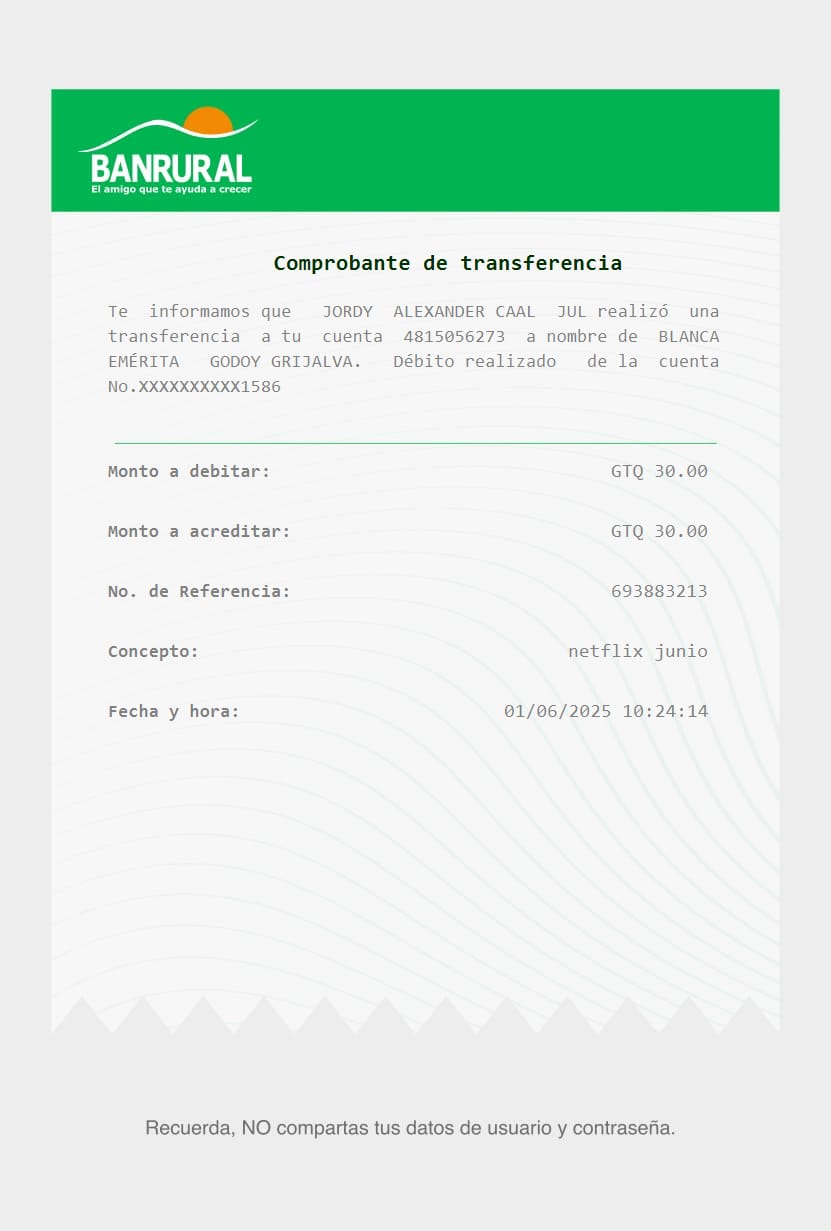 BANRURAL
El amigo que te ayuda a crecer
Comprobante de transferencia
Te informamos que JORDY ALEXANDER CAAL JUL realizó una
transferencia a tu cuenta 4815056273 a nombre de BLANCA
EMÉRITA GODOY GRIJALVA. Débito realizado de la cuenta
No.XXXXXXXXXX1586
Monto a debitar: GTQ 30.00
Monto a acreditar: GTQ 30.00
No. de Referencia: 693883213
Concepto: netflix junio
Fecha y hora: 01/06/2025 10:24:14
Recuerda, NO compartas tus datos de usuario y contraseña.